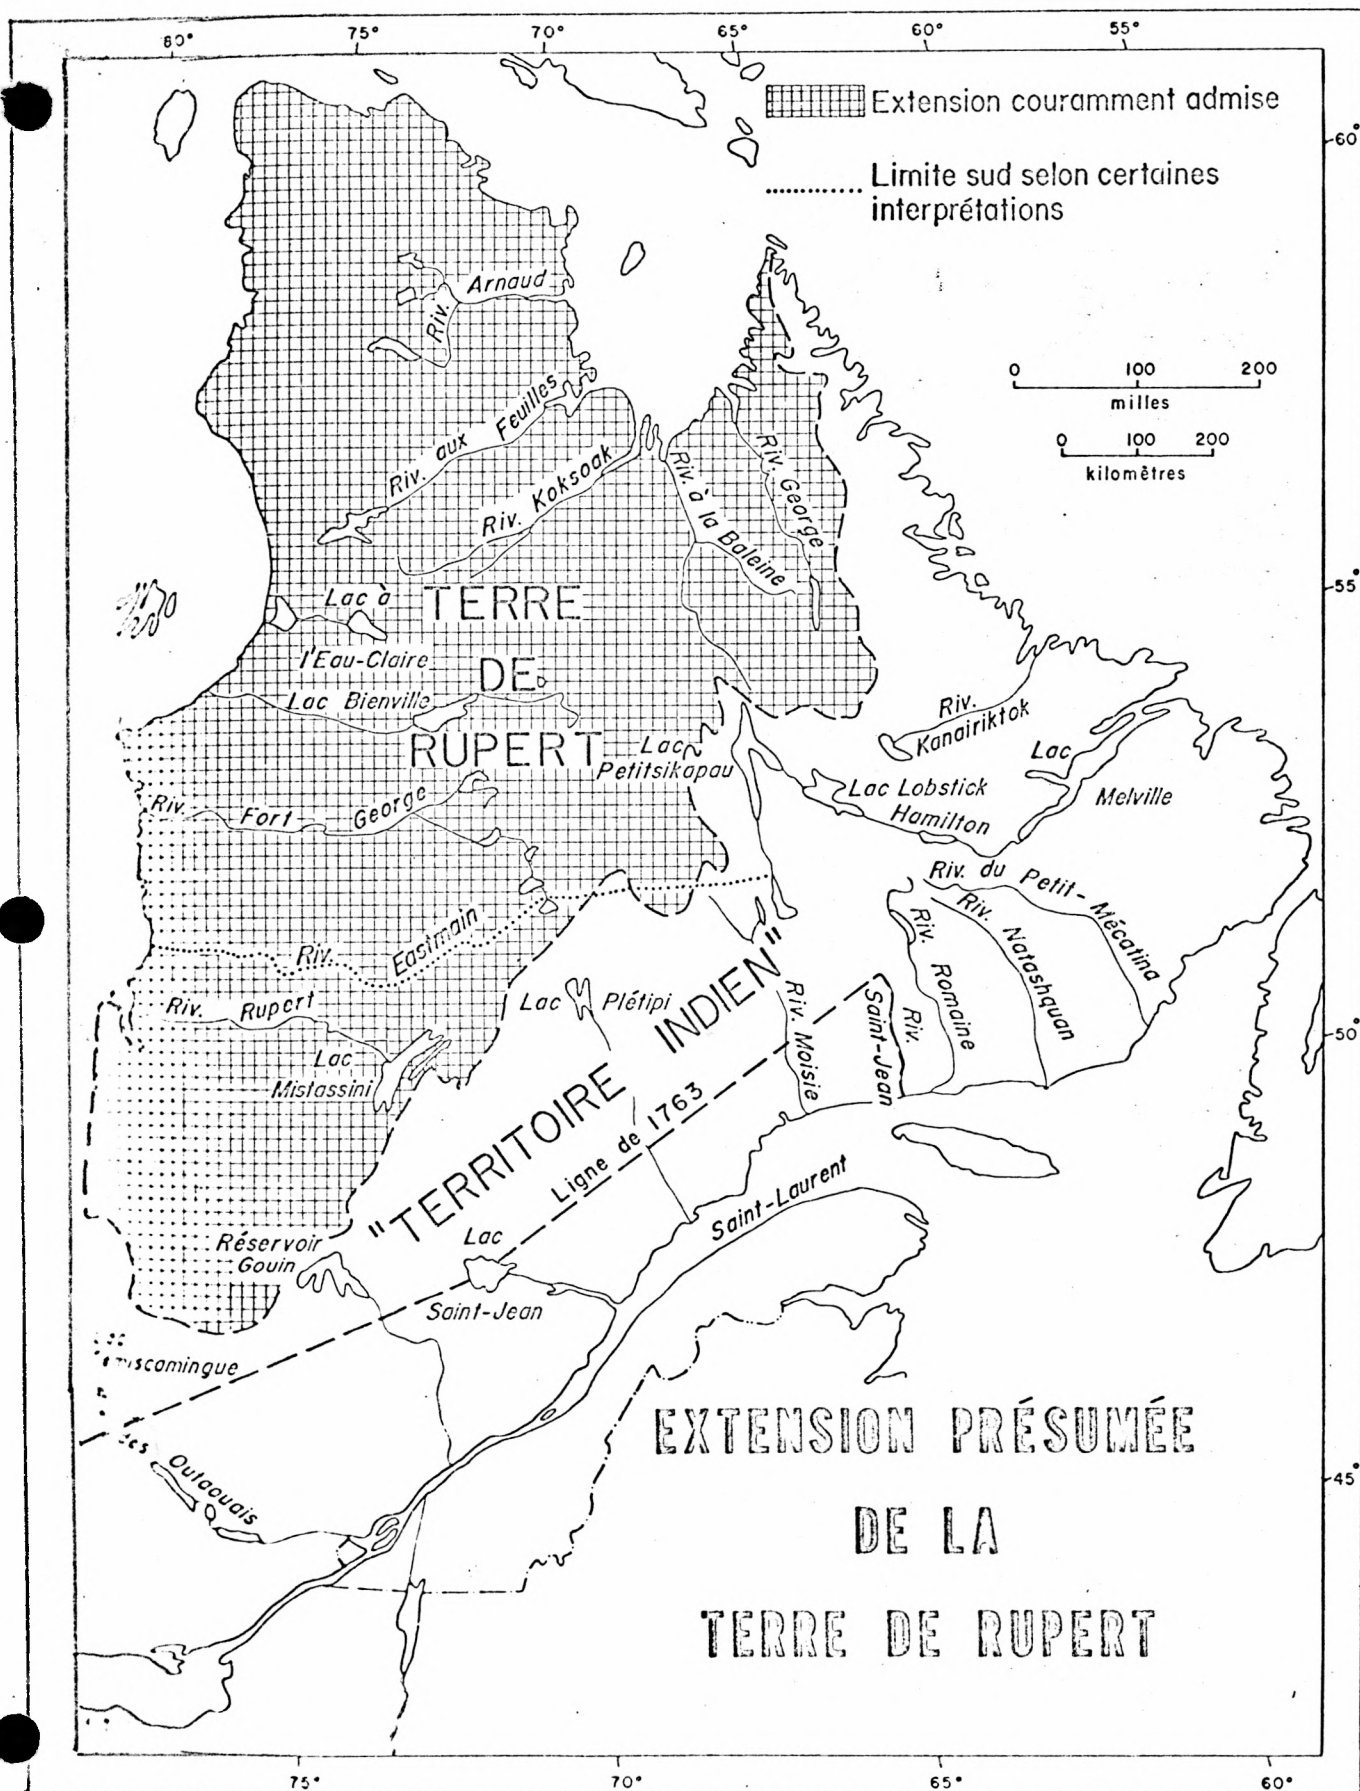 80°
75°
70°
65°
60°
55°
Extension couramment admise
Limite sud selon certaines
interprétations
60°
Riv. Arnaud
0 100 200
milles
0 100 200
kilomètres
Riv. aux Feuilles
Riv. Koksoak
Riv. à la Baleine
Riv. George
55°
Lac à
l'Eau-Claire
TERRE
DE
RUPERT
Lac Bienville
Riv.
Kanairiktok
Lac
Petitsikapau
Lac
Melville
Lac Lobstick
Hamilton
Riv. Fort George
Riv. du Petit-Mécatina
Riv. Natashquan
Riv. Romaine
Riv. Eastmain
Riv. Rupert
Lac Plétipi
Riv. Moisie
Riv.
Saint-Jean
50°
Lac
Mistassini
"TERRITOIRE INDIEN"
Ligne de 1763
Saint-Laurent
Réservoir
Gouin
Lac
Saint-Jean
miscamingue
des
Outaouais
45°
EXTENSION PRÉSUMÉE
DE LA
TERRE DE RUPERT
75°
70°
65°
60°